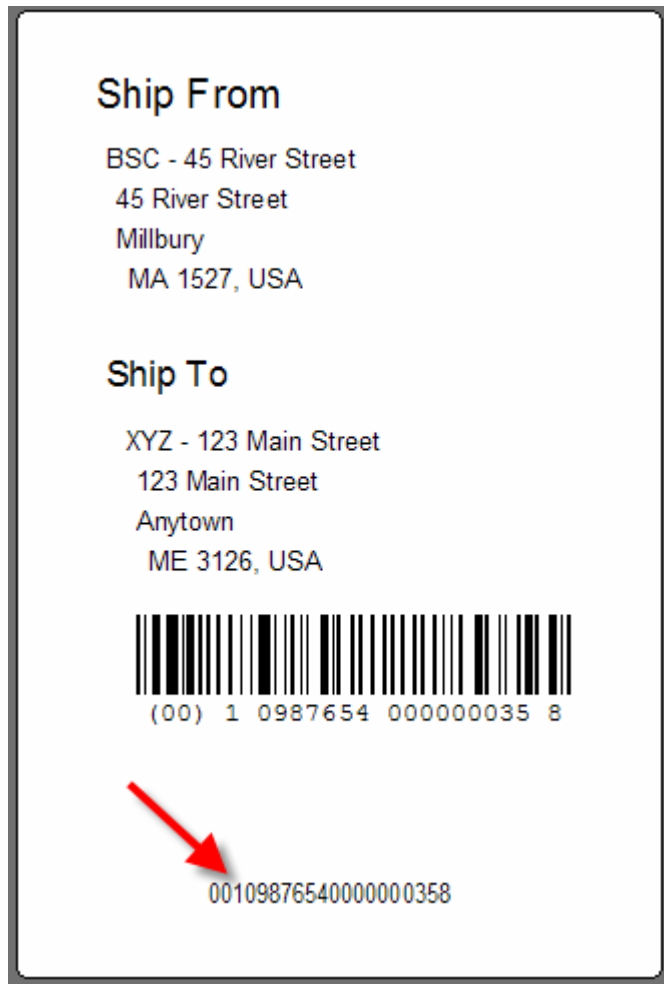 Ship From
BSC - 45 River Street
45 River Street
Millbury
MA 1527, USA
Ship To
XYZ - 123 Main Street
123 Main Street
Anytown
ME 3126, USA
(00) 1 0987654 000000035 8
00109876540000000358